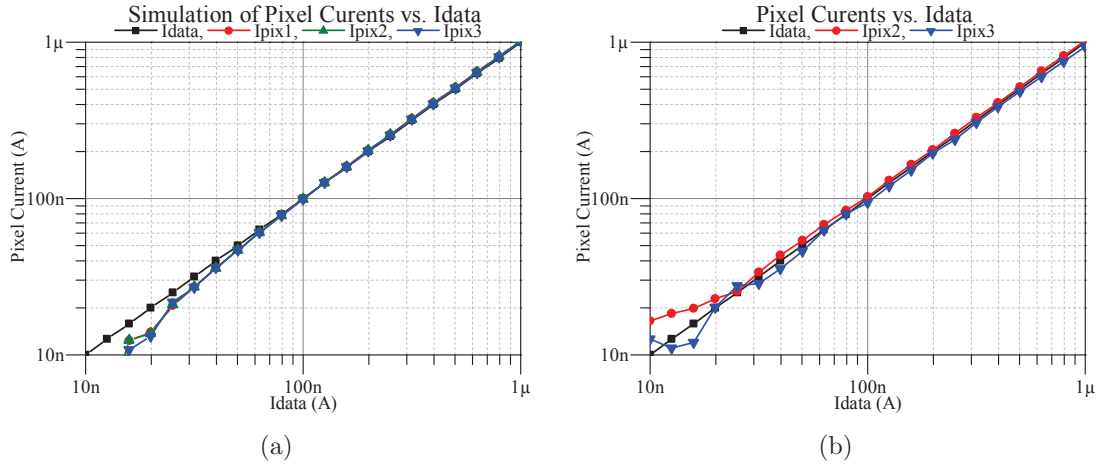 Simulation of Pixel Curents vs. Idata
Idata, Ipix1, Ipix2, Ipix3
1μ
100n
10n
Pixel Current (A)
10n 100n 1μ
Idata (A)
(a)
Pixel Curents vs. Idata
Idata, Ipix2, Ipix3
1μ
100n
10n
Pixel Current (A)
10n 100n 1μ
Idata (A)
(b)